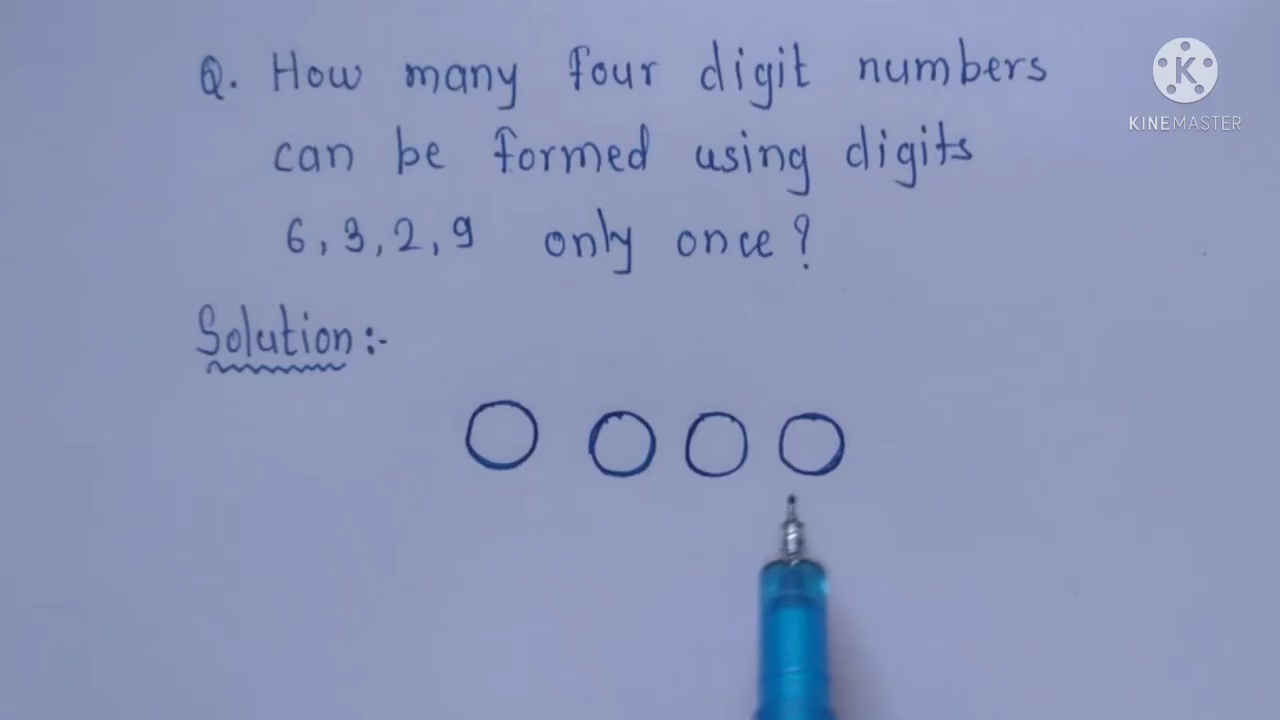 Q. How many four digit numbers
can be formed using digits
6, 3, 2, 9 only once?
Solution:-
K
KINEMASTER